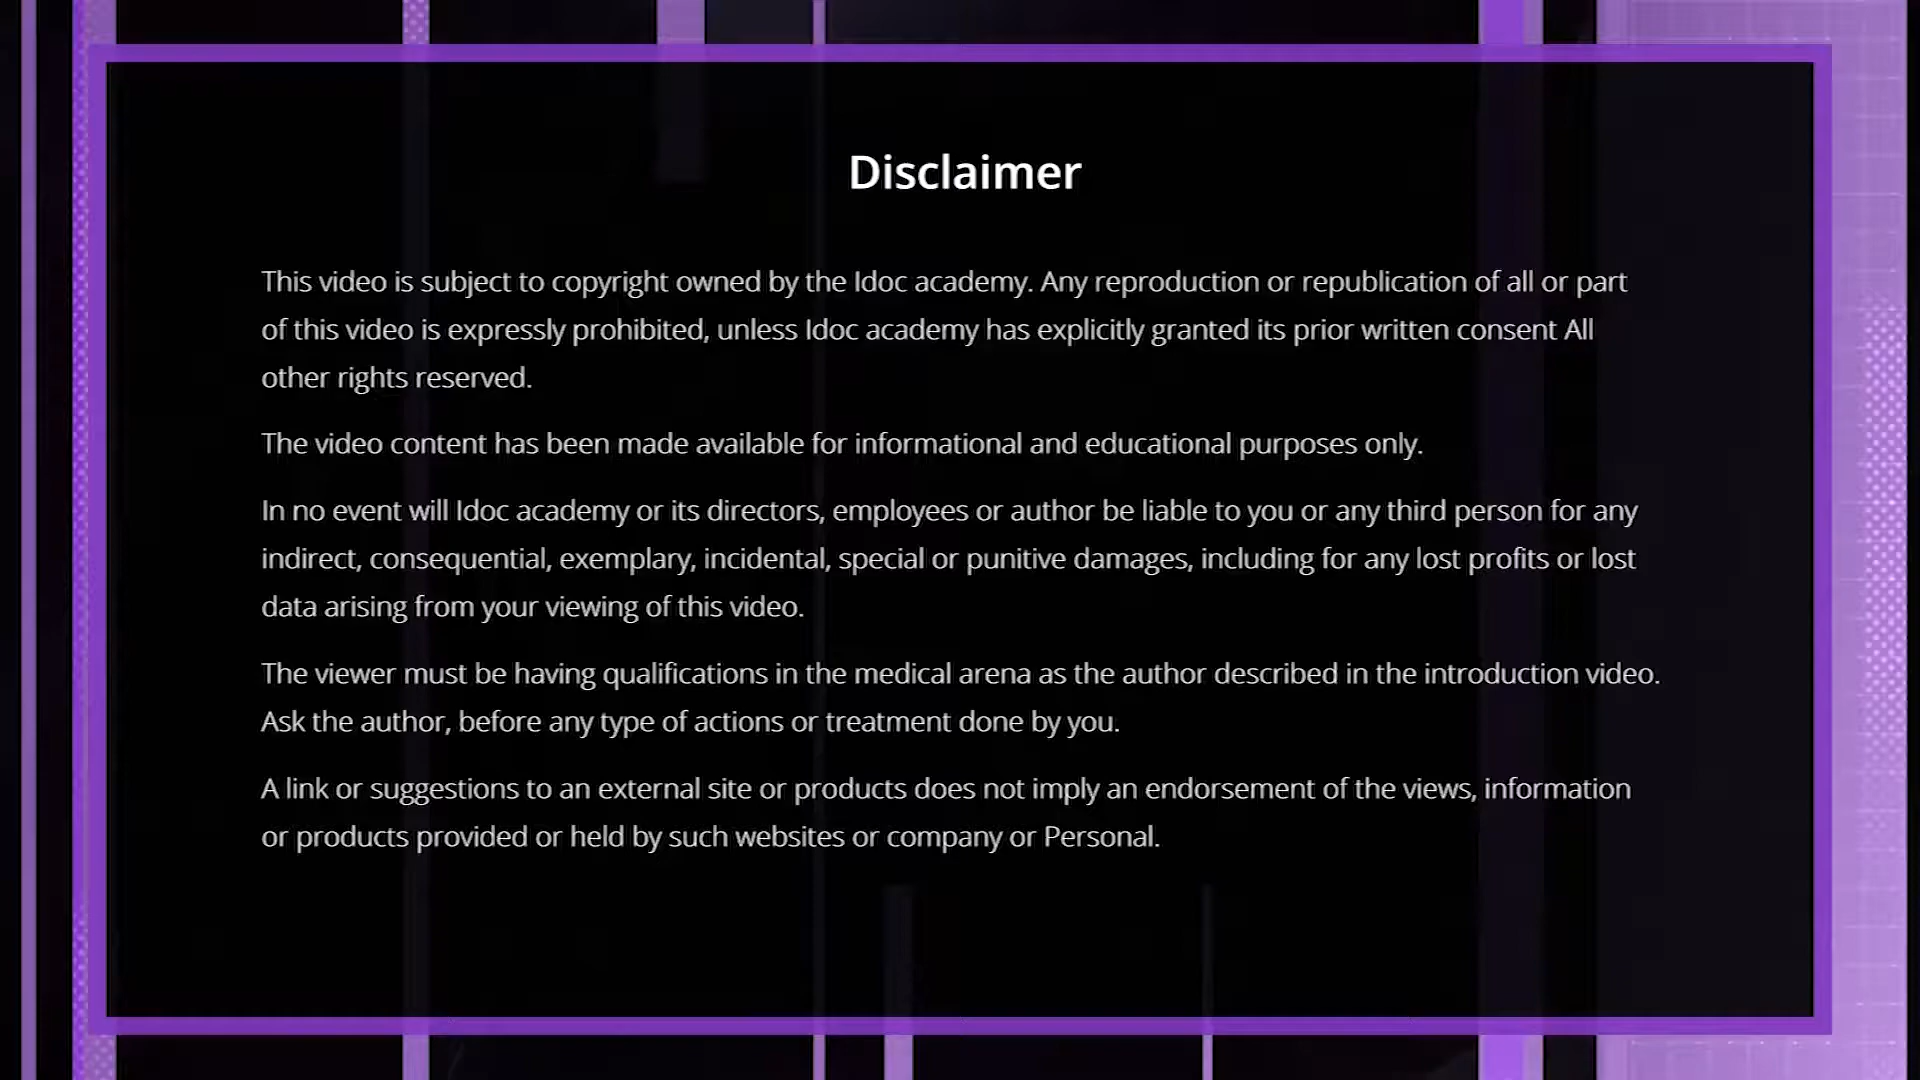 Disclaimer
This video is subject to copyright owned by the Idoc academy. Any reproduction or republication of all or part
of this video is expressly prohibited, unless Idoc academy has explicitly granted its prior written consent All
other rights reserved.
The video content has been made available for informational and educational purposes only.
In no event will Idoc academy or its directors, employees or author be liable to you or any third person for any
indirect, consequential, exemplary, incidental, special or punitive damages, including for any lost profits or lost
data arising from your viewing of this video.
The viewer must be having qualifications in the medical arena as the author described in the introduction video.
Ask the author, before any type of actions or treatment done by you.
A link or suggestions to an external site or products does not imply an endorsement of the views, information
or products provided or held by such websites or company or Personal.